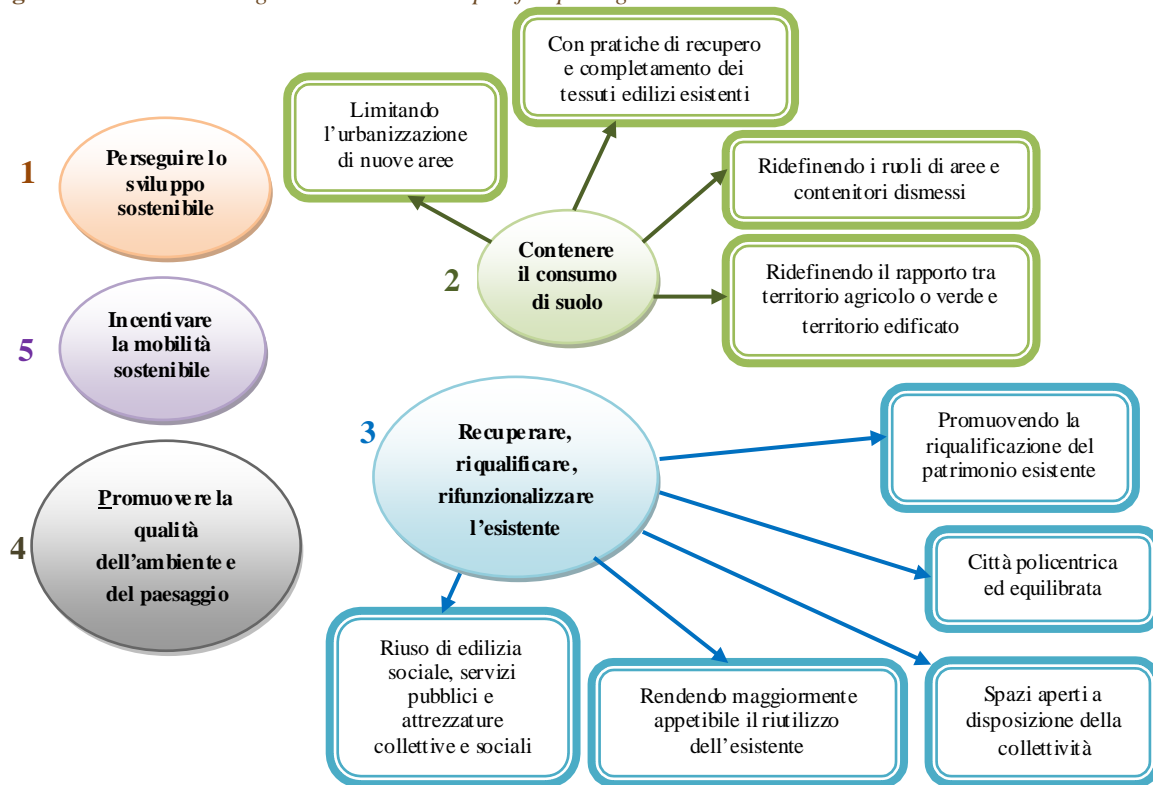 Con pratiche di recupero
e completamento dei
tessuti edilizi esistenti
Limitando
l'urbanizzazione
di nuove aree
1
Perseguire lo
sviluppo
sostenibile
Ridefinendo i ruoli di aree e
contenitori dismessi
2
Contenere
il consumo
di suolo
Ridefinendo il rapporto tra
territorio agricolo o verde e
territorio edificato
5
Incentivare
la mobilità
sostenibile
3
Recuperare,
riqualificare,
rifunzionalizzare
l'esistente
Promuovendo la
riqualificazione del
patrimonio esistente
4
Promuovere la
qualità
dell'ambiente e
del paesaggio
Città policentrica
ed equilibrata
Riuso di edilizia
sociale, servizi
pubblici e
attrezzature
collettive e sociali
Rendendo maggiormente
appetibile il riutilizzo
dell'esistente
Spazi aperti a
disposizione della
collettività